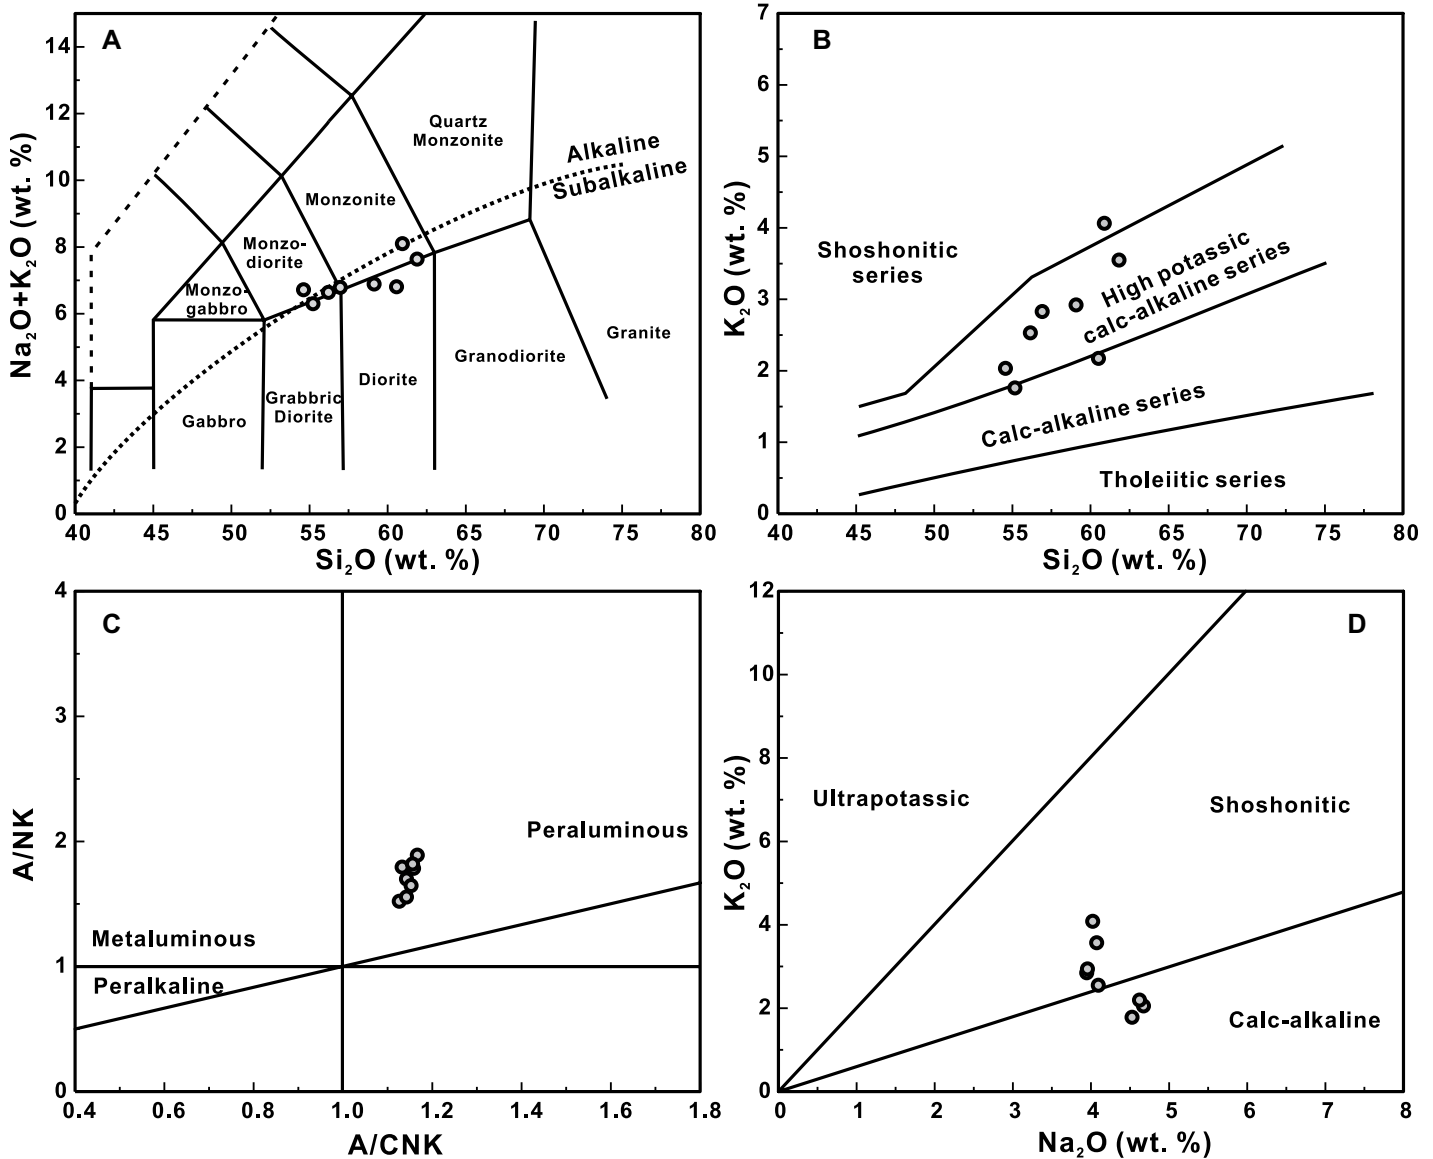 A
14
12
10
8
6
4
2
0
Na₂O+K₂O (wt. %)
Quartz
Monzonite
Alkaline
Subalkaline
Monzonite
Monzo-
diorite
Monzo-
gabbro
Gabbro
Grabbric
Diorite
Diorite
Granodiorite
Granite
40 45 50 55 60 65 70 75 80
Si₂O (wt. %)
B
7
6
5
4
3
2
1
0
K₂O (wt. %)
Shoshonitic
series
High potassic
calc-alkaline series
Calc-alkaline series
Tholeiitic series
40 45 50 55 60 65 70 75 80
Si₂O (wt. %)
C
4
3
2
1
0
A/NK
Peraluminous
Metaluminous
Peralkaline
0.4 0.6 0.8 1.0 1.2 1.4 1.6 1.8
A/CNK
D
12
10
8
6
4
2
0
K₂O (wt. %)
Ultrapotassic
Shoshonitic
Calc-alkaline
0 1 2 3 4 5 6 7 8
Na₂O (wt. %)